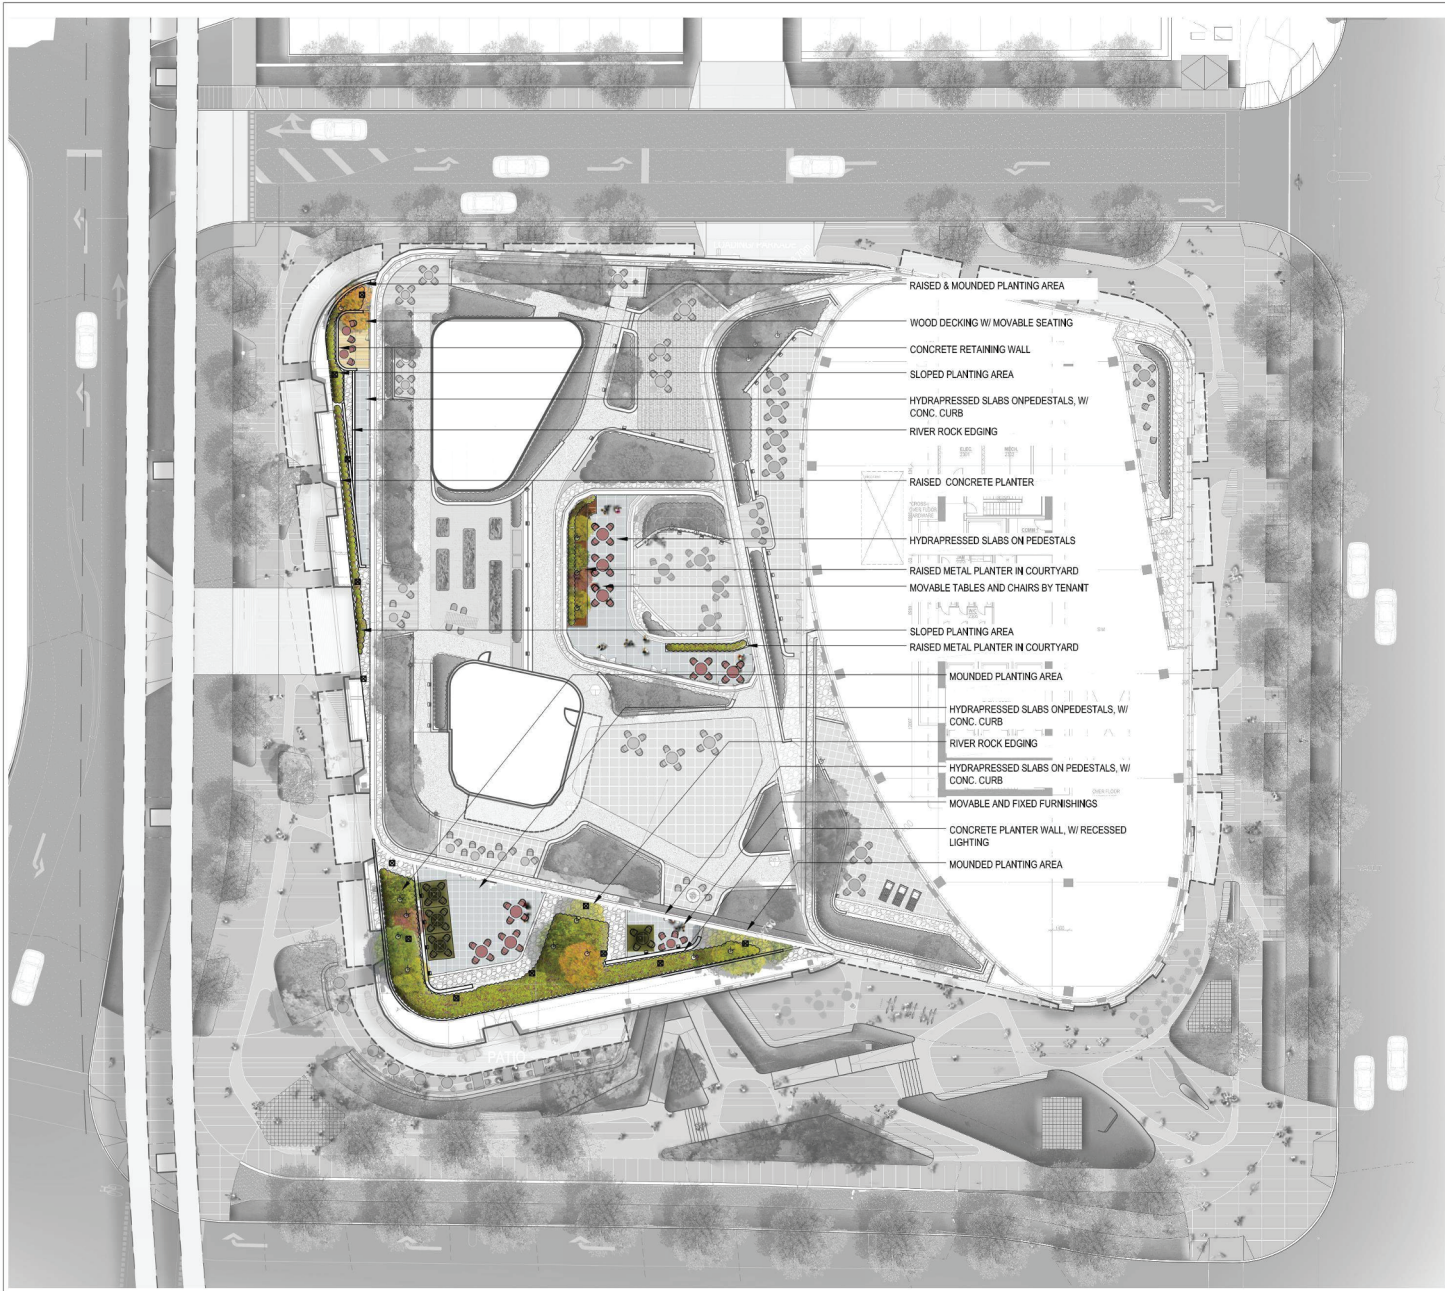 RAISED & MOUNDED PLANTING AREA
WOOD DECKING W/ MOVABLE SEATING
CONCRETE RETAINING WALL
SLOPED PLANTING AREA
HYDRAPRESSED SLABS ONPEDESTALS, W/
CONC. CURB
RIVER ROCK EDGING
RAISED CONCRETE PLANTER
HYDRAPRESSED SLABS ON PEDESTALS
RAISED METAL PLANTER IN COURTYARD
MOVABLE TABLES AND CHAIRS BY TENANT
SLOPED PLANTING AREA
RAISED METAL PLANTER IN COURTYARD
MOUNDED PLANTING AREA
HYDRAPRESSED SLABS ONPEDESTALS, W/
CONC. CURB
RIVER ROCK EDGING
HYDRAPRESSED SLABS ON PEDESTALS, W/
CONC. CURB
MOVABLE AND FIXED FURNISHINGS
CONCRETE PLANTER WALL, W/ RECESSED
LIGHTING
MOUNDED PLANTING AREA
PATIO